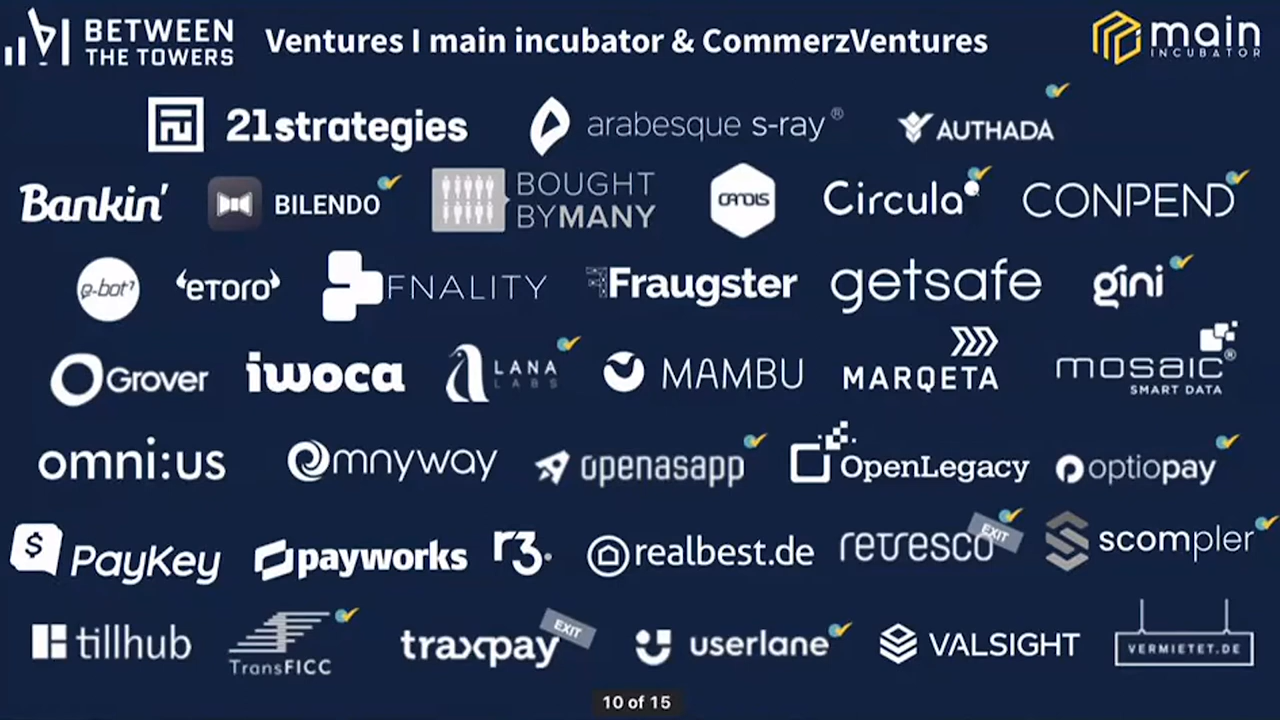 BETWEEN THE TOWERS
Ventures I main incubator & CommerzVentures
main INCUBATOR
21strategies arabesque s-ray® AUTHADA
Bankin' BILENDO BOUGHT BYMANY CANDIS Circula CONPEND
e-bot7 eToro FNALITY Fraugster getsafe gini
Grover iwoca LANA LABS MAMBU MARQETA mosaic® SMART DATA
omni:us omnyway openasapp OpenLegacy optiopay
$ PayKey payworks r3. realbest.de retresco EXIT scompler
tillhub TransFICC traxpay EXIT userlane VALSIGHT VERMIETET.DE
10 of 15